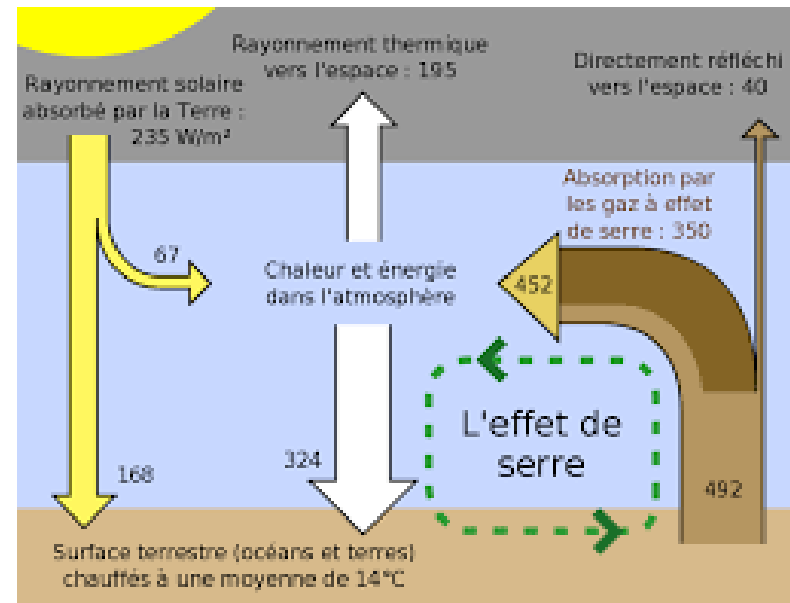 Rayonnement thermique
vers l'espace : 195
Directement réfléchi
vers l'espace : 40
Rayonnement solaire
absorbé par la Terre :
235 W/m²
Absorption par
les gaz à effet
de serre : 350
67
Chaleur et énergie
dans l'atmosphère
452
L'effet de
serre
324
168
492
Surface terrestre (océans et terres)
chauffés à une moyenne de 14°C